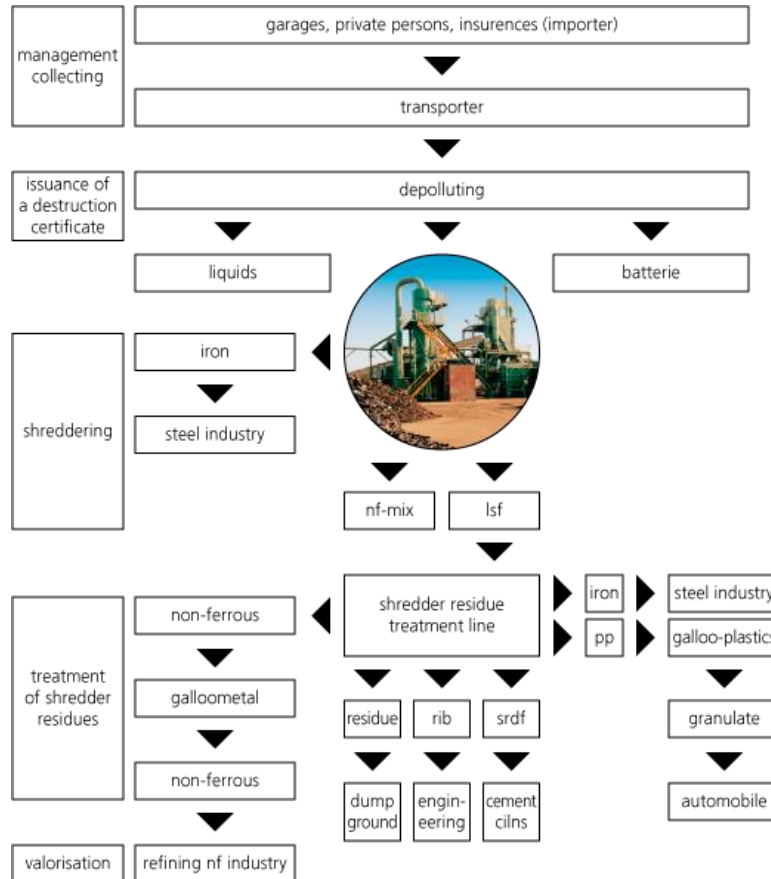 garages, private persons, insurences (importer)
management
collecting
transporter
issuance of
a destruction
certificate
depolluting
liquids
batterie
iron
shreddering
steel industry
nf-mix
lsf
shredder residue
treatment line
iron
steel industry
non-ferrous
pp
galloo-plastics
treatment
of shredder
residues
galloometal
residue
rib
srdf
granulate
non-ferrous
dump
ground
engin-
eering
cement
cilns
automobile
valorisation
refining nf industry